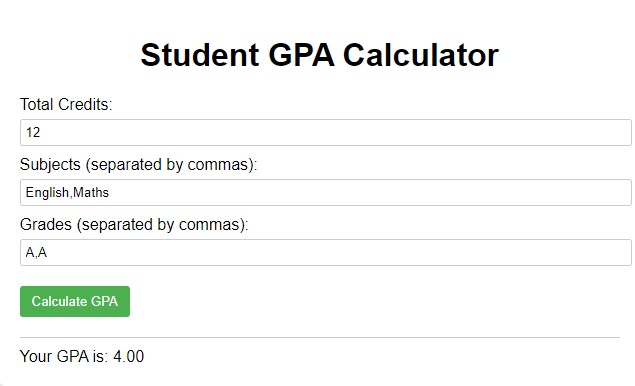 Student GPA Calculator
Total Credits:
12
Subjects (separated by commas):
English,Maths
Grades (separated by commas):
A,A
Calculate GPA
Your GPA is: 4.00